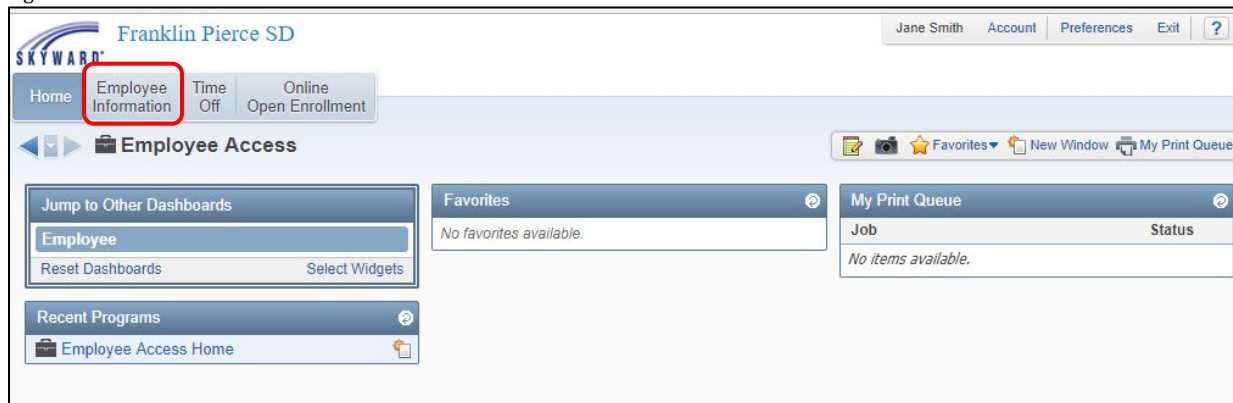 Franklin Pierce SD
Jane Smith Account Preferences Exit ?
SKYWARD
Home Employee Information Time Off Online Open Enrollment
Employee Access
Favorites New Window My Print Queue
Jump to Other Dashboards
Employee
Reset Dashboards Select Widgets
Recent Programs
Employee Access Home
Favorites
No favorites available.
My Print Queue
Job Status
No items available.